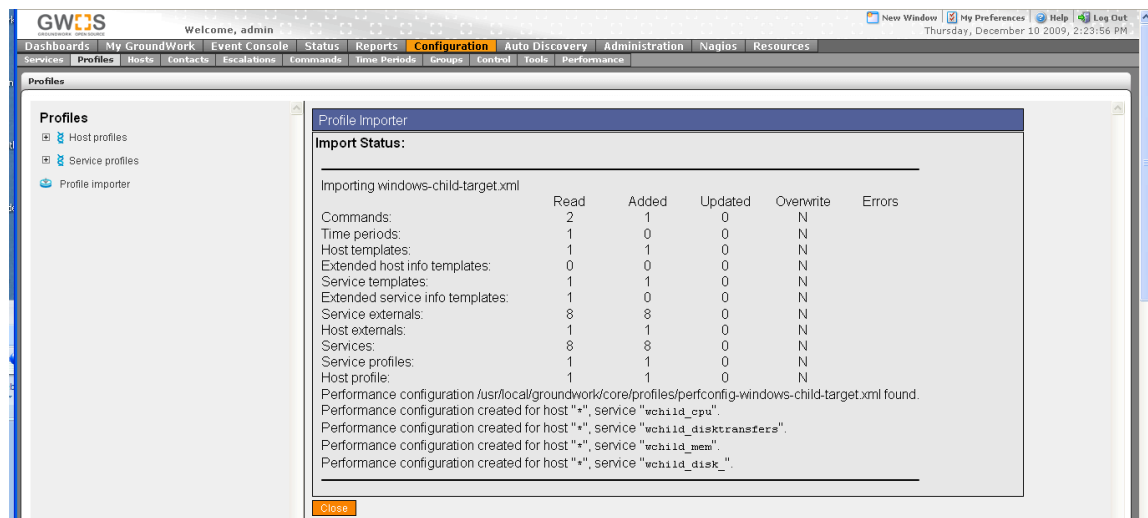 GWOS
GROUNDWORK OPEN SOURCE
Welcome, admin
New Window My Preferences Help Log Out
Thursday, December 10 2009, 2:23:56 PM
Dashboards My GroundWork Event Console Status Reports Configuration Auto Discovery Administration Nagios Resources
Services Profiles Hosts Contacts Escalations Commands Time Periods Groups Control Tools Performance
Profiles
Profiles
Host profiles
Service profiles
Profile importer
Profile Importer
Import Status:
Importing windows-child-target.xml
Read Added Updated Overwrite Errors
Commands: 2 1 0 N
Time periods: 1 0 0 N
Host templates: 1 1 0 N
Extended host info templates: 0 0 0 N
Service templates: 1 1 0 N
Extended service info templates: 1 0 0 N
Service externals: 8 8 0 N
Host externals: 1 1 0 N
Services: 8 8 0 N
Service profiles: 1 1 0 N
Host profile: 1 1 0 N
Performance configuration /usr/local/groundwork/core/profiles/perfconfig-windows-child-target.xml found.
Performance configuration created for host "*", service "wchild_cpu".
Performance configuration created for host "*", service "wchild_disktransfers".
Performance configuration created for host "*", service "wchild_mem".
Performance configuration created for host "*", service "wchild_disk_".
Close